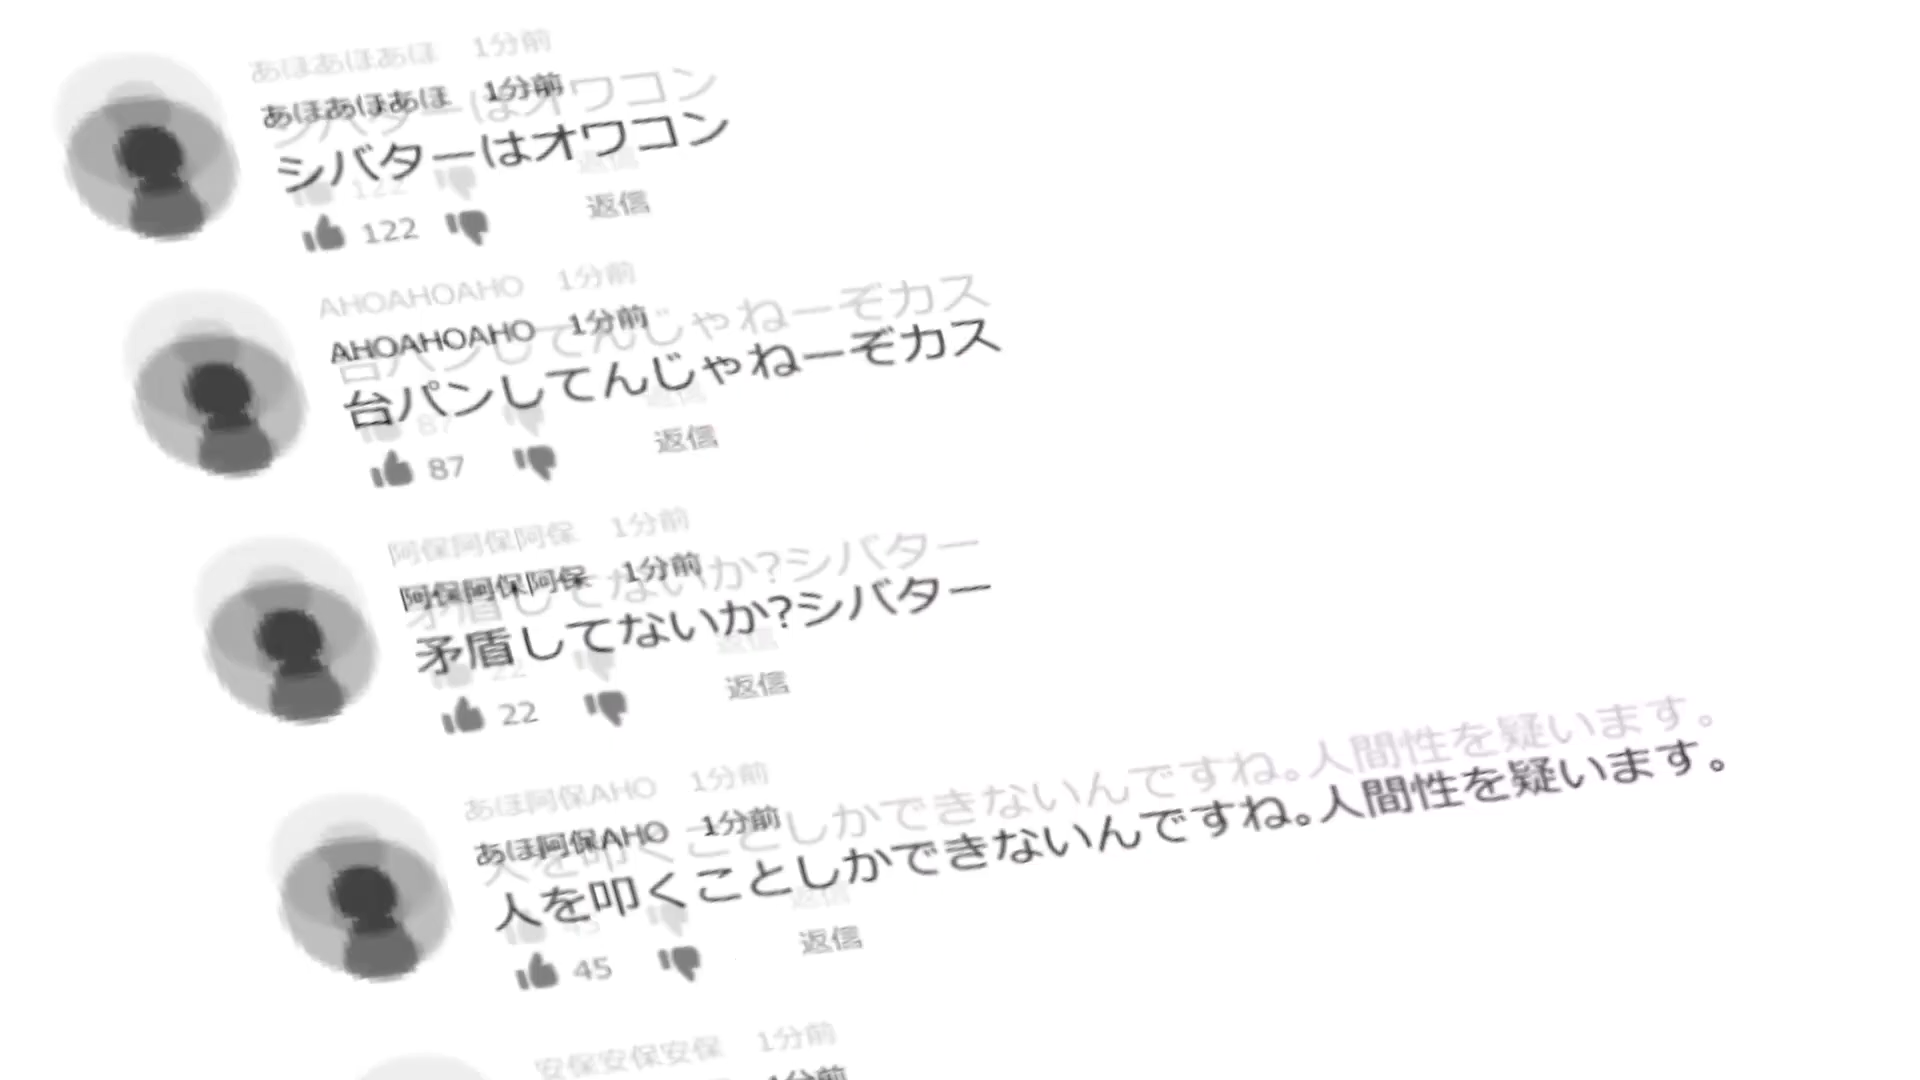 あほあほあほ 1分前
シバターはオワコン
122 返信
AHOAHOAHO 1分前
台パンしてんじゃねーぞカス
87 返信
阿保阿保阿保 1分前
矛盾してないか?シバター
22 返信
あほ阿保AHO 1分前
人を叩くことしかできないんですね。人間性を疑います。
45 返信
安保安保安保 1分前